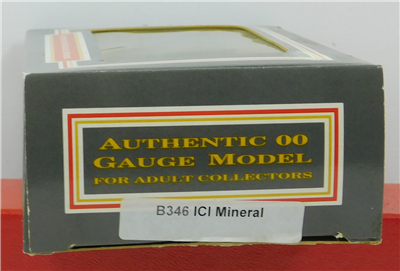 AUTHENTIC 00
GAUGE MODEL
FOR ADULT COLLECTORS
B346 ICI Mineral